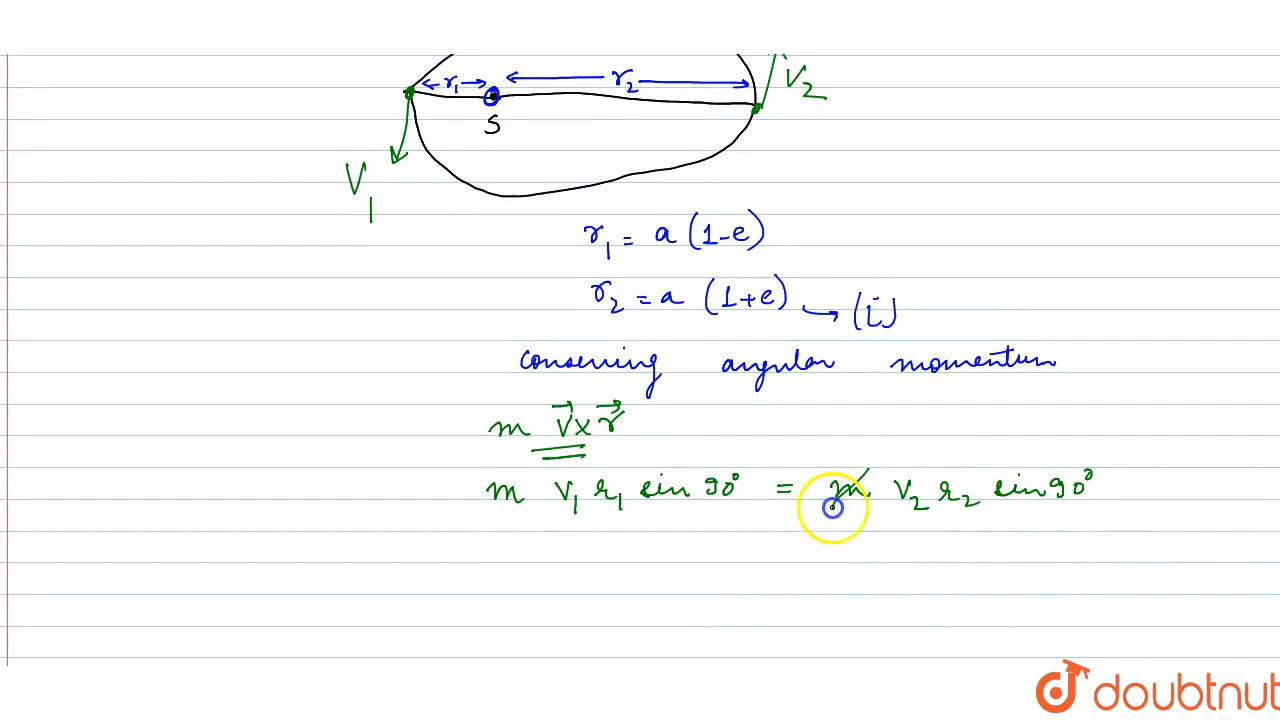 r₁ r₂ V₂
S
V₁
r₁ = a (1-e)
r₂ = a (1+e) → (i)
conserving angular momentum
m V⃗ × r⃗
m V₁ r₁ sin 90° = m V₂ r₂ sin 90°
doubtnut